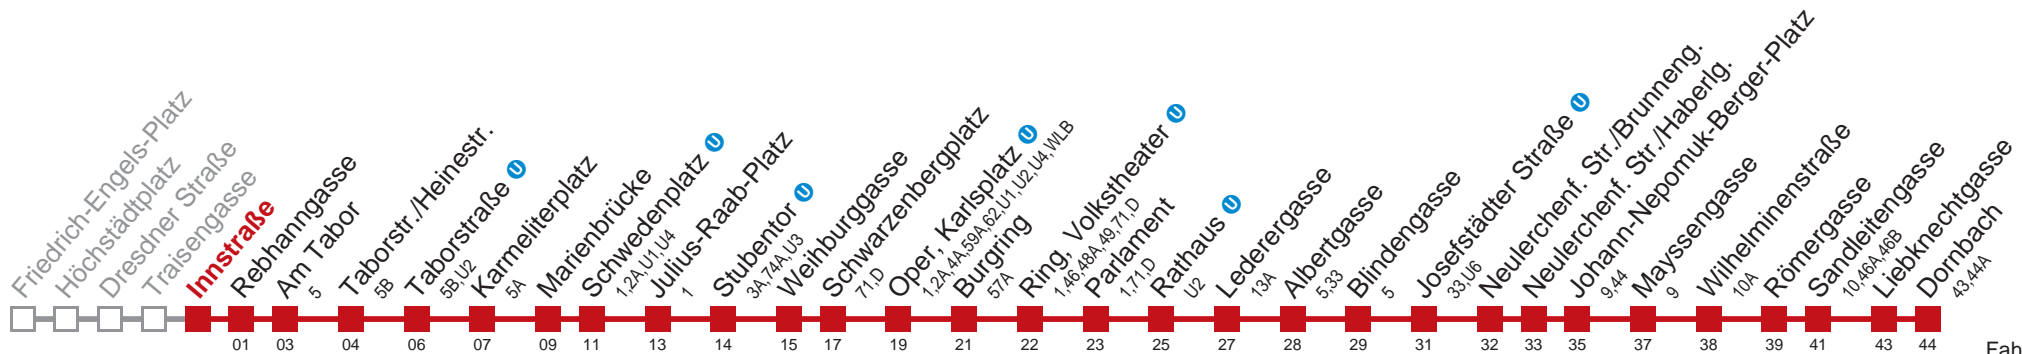 Friedrich-Engels-Platz
Höchstädtplatz
Dresdner Straße
Traisengasse
Innstraße
Rebhanngasse
Am Tabor
5
Taborstr./Heinestr.
5B
Taborstraße U
5B,U2
Karmeliterplatz
5A
Marienbrücke
Schwedenplatz U
1,2A,U1,U4
Julius-Raab-Platz
1
Stubentor U
3A,74A,U3
Weihburggasse
Schwarzenbergplatz
71,D
Oper, Karlsplatz U
1,2A,4A,59A,62,U1,U2,U4,WLB
Burgring
57A
Ring, Volkstheater U
1,46,48A,49,71,D
Parlament
1,71,D
Rathaus U
U2
Lederergasse
13A
Albertgasse
5,33
Blindengasse
5
Josefstädter Straße U
33,U6
Neulerchenf. Str./Brunneng.
Neulerchenf. Str./Haberlg.
Johann-Nepomuk-Berger-Platz
9,44
Mayssengasse
9
Wilhelminenstraße
10A
Römergasse
Sandleitengasse
10,46A,46B
Liebknechtgasse
Dornbach
43,44A
01 03 04 06 07 09 11 13 14 15 17 19 21 22 23 25 27 28 29 31 32 33 35 37 38 39 41 43 44
Fah